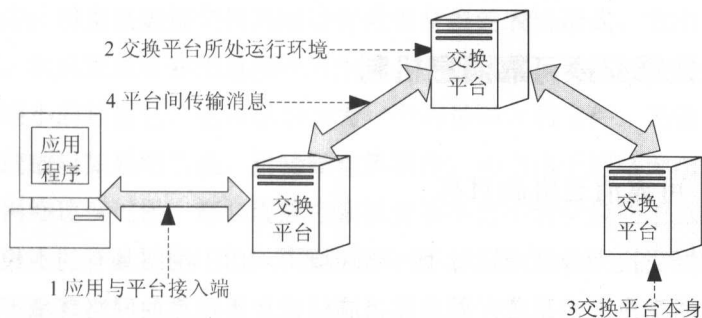 2 交换平台所处运行环境
交换
平台
4 平台间传输消息
应用
程序
交换
平台
交换
平台
1 应用与平台接入端
3交换平台本身